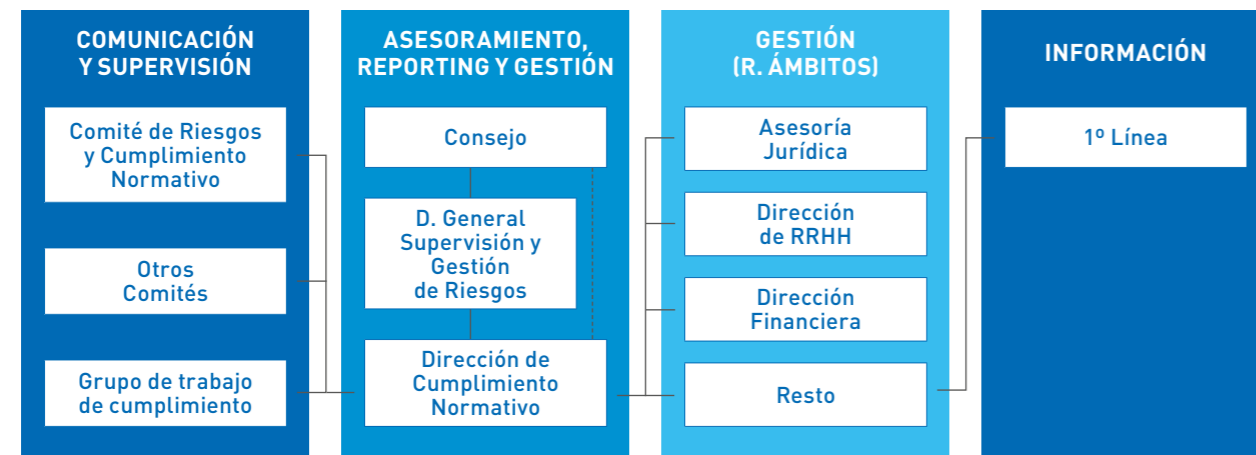 COMUNICACIÓN
Y SUPERVISIÓN
Comité de Riesgos
y Cumplimiento
Normativo
Otros
Comités
Grupo de trabajo
de cumplimiento
ASESORAMIENTO,
REPORTING Y GESTIÓN
Consejo
D. General
Supervisión y
Gestión
de Riesgos
Dirección de
Cumplimiento
Normativo
GESTIÓN
(R. ÁMBITOS)
Asesoría
Jurídica
Dirección
de RRHH
Dirección
Financiera
Resto
INFORMACIÓN
1º Línea